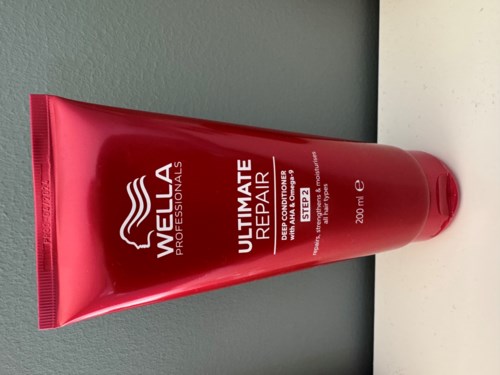 WELLA
PROFESSIONALS
ULTIMATE
REPAIR
DEEP CONDITIONER
with AHA & Omega-9
STEP 2
repairs, strengthens & moisturises
all hair types
200 ml ℮